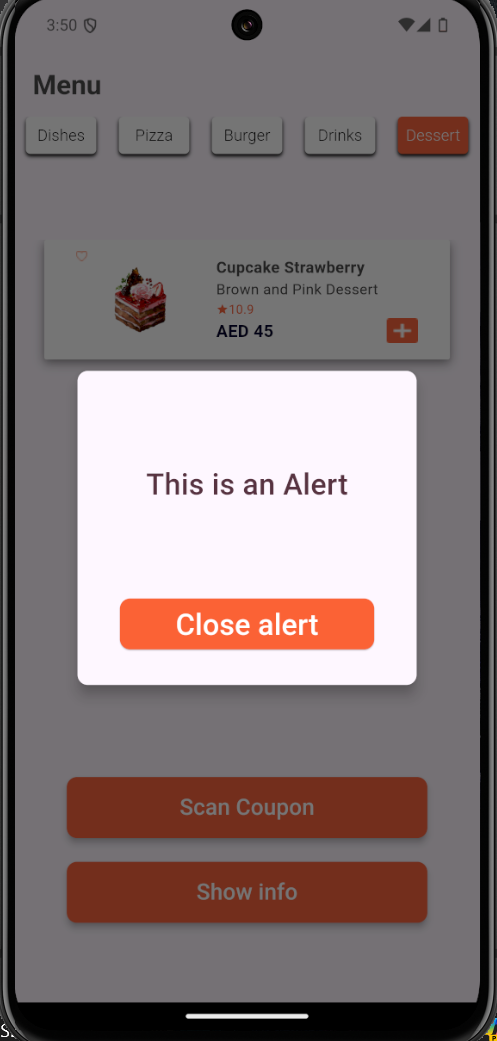 3:50
Menu
Dishes Pizza Burger Drinks Dessert
Cupcake Strawberry
Brown and Pink Dessert
★10.9
AED 45
This is an Alert
Close alert
Scan Coupon
Show info